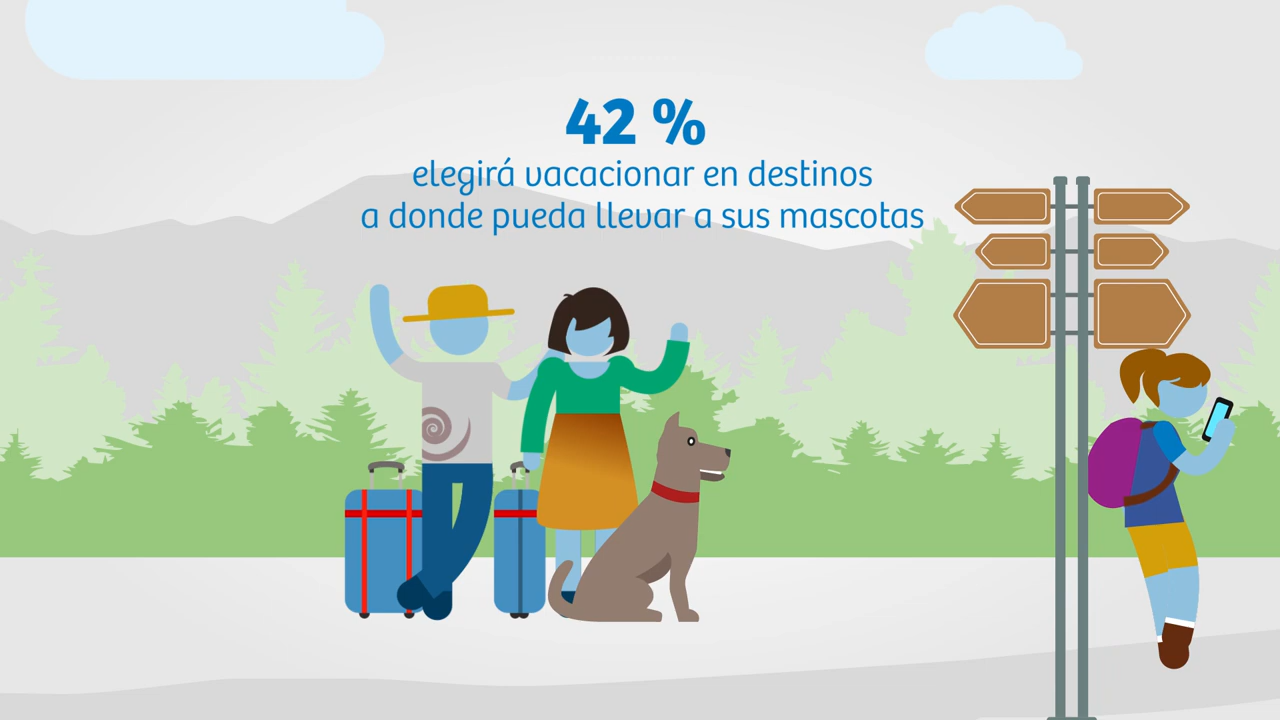 42 %
elegirá vacacionar en destinos
a donde pueda llevar a sus mascotas